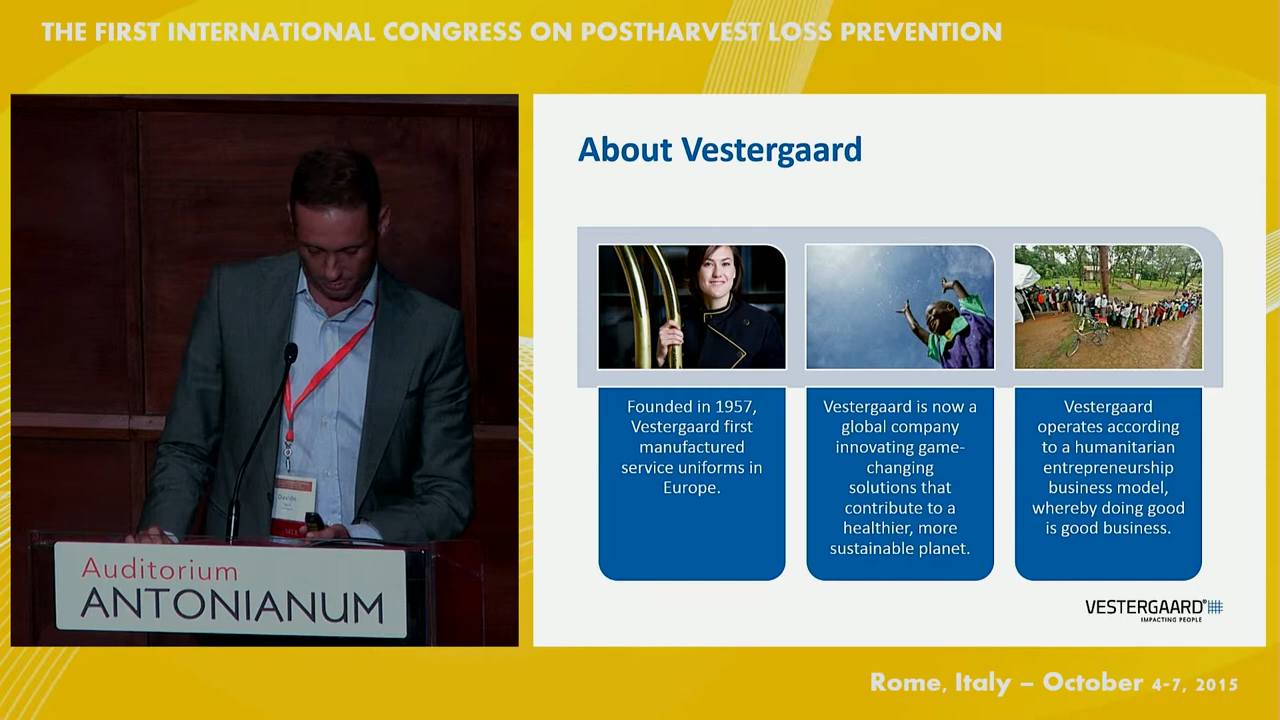 THE FIRST INTERNATIONAL CONGRESS ON POSTHARVEST LOSS PREVENTION
Davide
Auditorium
ANTONIANUM
About Vestergaard
Founded in 1957,
Vestergaard first
manufactured
service uniforms in
Europe.
Vestergaard is now a
global company
innovating game-
changing
solutions that
contribute to a
healthier, more
sustainable planet.
Vestergaard
operates according
to a humanitarian
entrepreneurship
business model,
whereby doing good
is good business.
VESTERGAARD®
IMPACTING PEOPLE
Rome, Italy – October 4-7, 2015